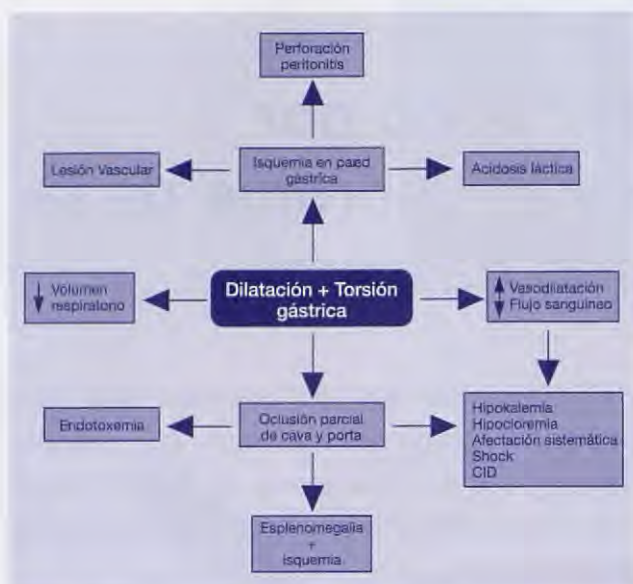 Perforación
peritonitis
Lesión Vascular
Isquemia en paed
gástrica
Acidosis láctica
Volumen
respiratorio
Dilatación + Torsión
gástrica
Vasodilatación
Flujo sanguíneo
Endotoxemia
Oclusión parcial
de cava y porta
Hipokalemia
Hipocloremia
Afectación sistemática
Shock
CID
Esplenomegalia
+
isquemia